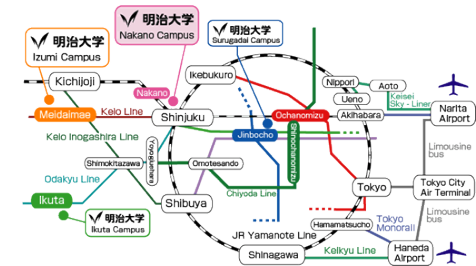 明治大学
Nakano Campus
明治大学
Izumi Campus
明治大学
Surugadai Campus
Kichijoji
Ikebukuro
Nippori
Aoto
Keisei
Sky - Liner
Nakano
Ueno
Meidaimae
Keio Line
Shinjuku
Ochanomizu
Akihabara
Narita
Airport
Jinbocho
Shinochanomizu
Keio Inogashira Line
Limousine
bus
Shimokitazawa
Yoyogiuehara
Omotesando
Odakyu Line
Chiyoda Line
Tokyo
Tokyo City
Air Terminal
Ikuta
Shibuya
明治大学
Ikuta Campus
Hamamatsucho
Tokyo
Monorail
Limousine
bus
JR Yamanote Line
Shinagawa
Keikyu Line
Haneda
Airport